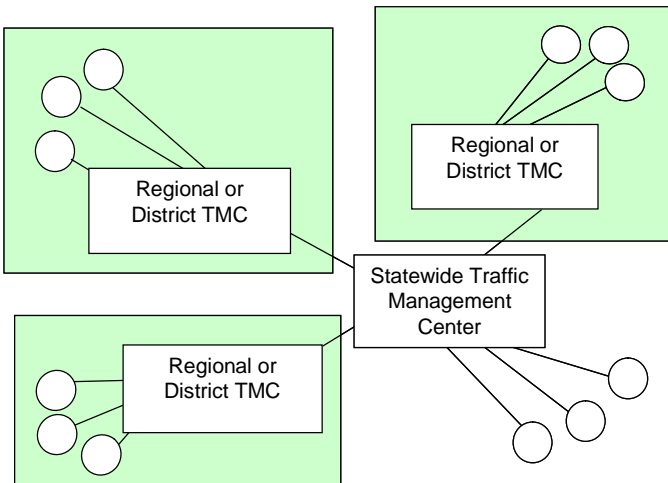 Regional or
District TMC
Regional or
District TMC
Statewide Traffic
Management
Center
Regional or
District TMC